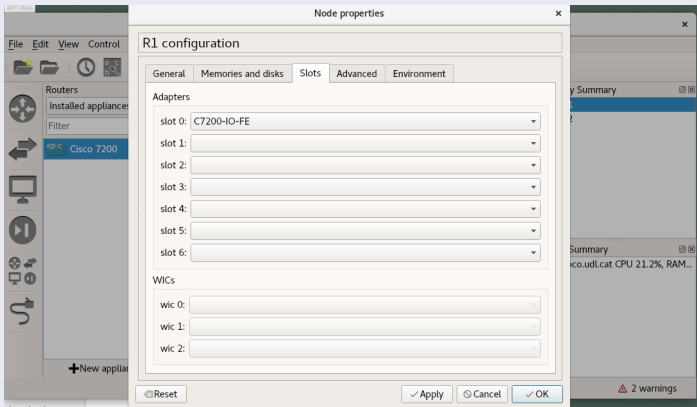 Node properties
File Edit View Control
R1 configuration
General Memories and disks Slots Advanced Environment
Routers
Installed appliances
Filter
Cisco 7200
Adapters
slot 0: C7200-IO-FE
slot 1:
slot 2:
slot 3:
slot 4:
slot 5:
slot 6:
WICs
wic 0:
wic 1:
wic 2:
y Summary
Summary
co.udl.cat CPU 21.2%, RAM...
New applia
Reset Apply Cancel OK
2 warnings